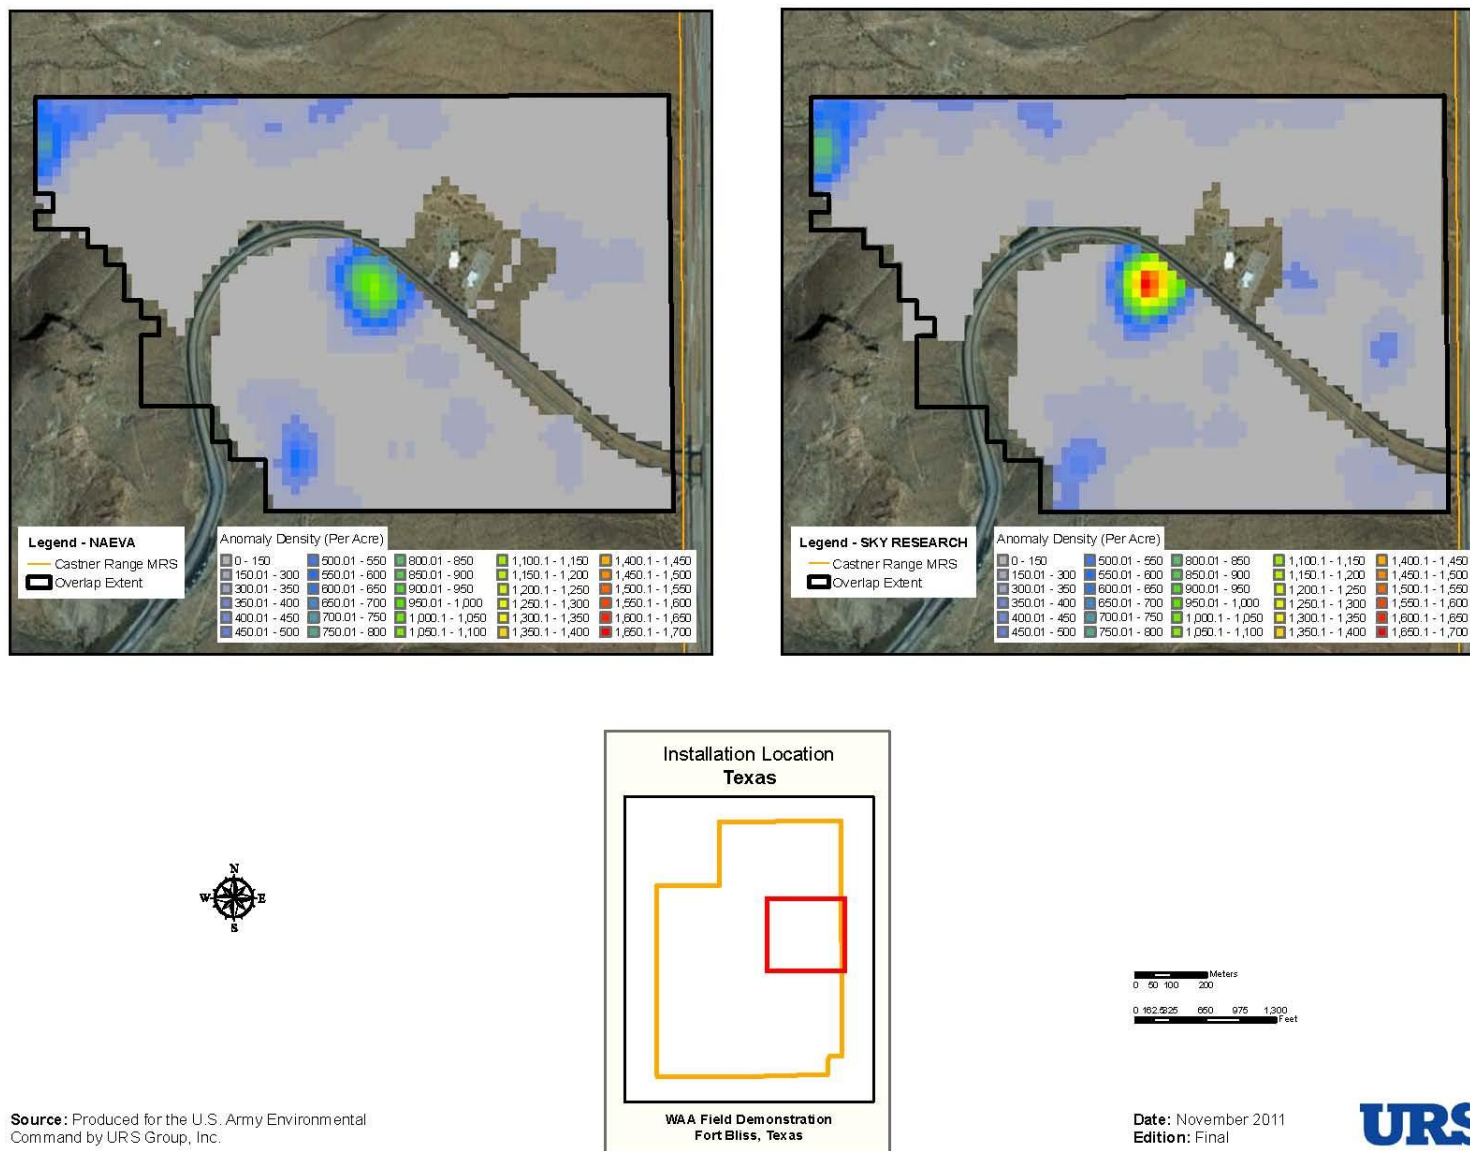 Legend - NAEVA
Castner Range MRS
Overlap Extent
Anomaly Density (Per Acre)
0 - 150
150.01 - 300
300.01 - 350
350.01 - 400
400.01 - 450
450.01 - 500
500.01 - 550
550.01 - 600
600.01 - 650
650.01 - 700
700.01 - 750
750.01 - 800
800.01 - 850
850.01 - 900
900.01 - 950
950.01 - 1,000
1,000.1 - 1,050
1,050.1 - 1,100
1,100.1 - 1,150
1,150.1 - 1,200
1,200.1 - 1,250
1,250.1 - 1,300
1,300.1 - 1,350
1,350.1 - 1,400
1,400.1 - 1,450
1,450.1 - 1,500
1,500.1 - 1,550
1,550.1 - 1,600
1,600.1 - 1,650
1,650.1 - 1,700
Legend - SKY RESEARCH
Castner Range MRS
Overlap Extent
Anomaly Density (Per Acre)
0 - 150
150.01 - 300
300.01 - 350
350.01 - 400
400.01 - 450
450.01 - 500
500.01 - 550
550.01 - 600
600.01 - 650
650.01 - 700
700.01 - 750
750.01 - 800
800.01 - 850
850.01 - 900
900.01 - 950
950.01 - 1,000
1,000.1 - 1,050
1,050.1 - 1,100
1,100.1 - 1,150
1,150.1 - 1,200
1,200.1 - 1,250
1,250.1 - 1,300
1,300.1 - 1,350
1,350.1 - 1,400
1,400.1 - 1,450
1,450.1 - 1,500
1,500.1 - 1,550
1,550.1 - 1,600
1,600.1 - 1,650
1,650.1 - 1,700
Installation Location
Texas
N
W E
S
Meters
0 50 100 200
0 162.5 325 650 975 1,300
Feet
WAA Field Demonstration
Fort Bliss, Texas
Source: Produced for the U.S. Army Environmental
Command by URS Group, Inc.
Date: November 2011
Edition: Final
URS